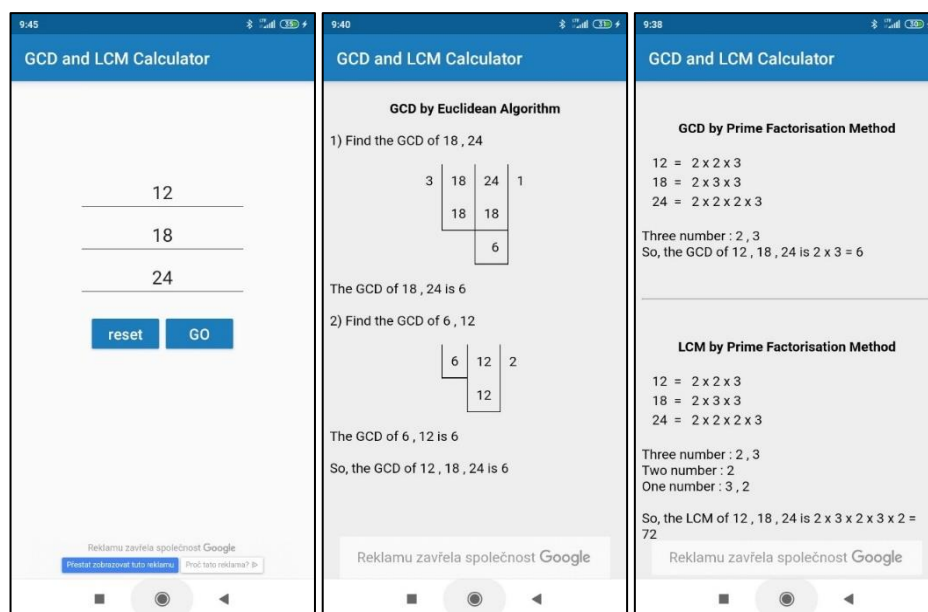 9:45
35
GCD and LCM Calculator
12
18
24
reset GO
Reklamu zavřela společnost Google
Přestat zobrazovat tuto reklamu Proč tato reklama?
9:40
31
GCD and LCM Calculator
GCD by Euclidean Algorithm
1) Find the GCD of 18 , 24
3 18 24 1
18 18
6
The GCD of 18 , 24 is 6
2) Find the GCD of 6 , 12
6 12 2
12
The GCD of 6 , 12 is 6
So, the GCD of 12 , 18 , 24 is 6
Reklamu zavřela společnost Google
9:38
30
GCD and LCM Calculator
GCD by Prime Factorisation Method
12 = 2 x 2 x 3
18 = 2 x 3 x 3
24 = 2 x 2 x 2 x 3
Three number : 2 , 3
So, the GCD of 12 , 18 , 24 is 2 x 3 = 6
LCM by Prime Factorisation Method
12 = 2 x 2 x 3
18 = 2 x 3 x 3
24 = 2 x 2 x 2 x 3
Three number : 2 , 3
Two number : 2
One number : 3 , 2
So, the LCM of 12 , 18 , 24 is 2 x 3 x 2 x 3 x 2 =
72
Reklamu zavřela společnost Google